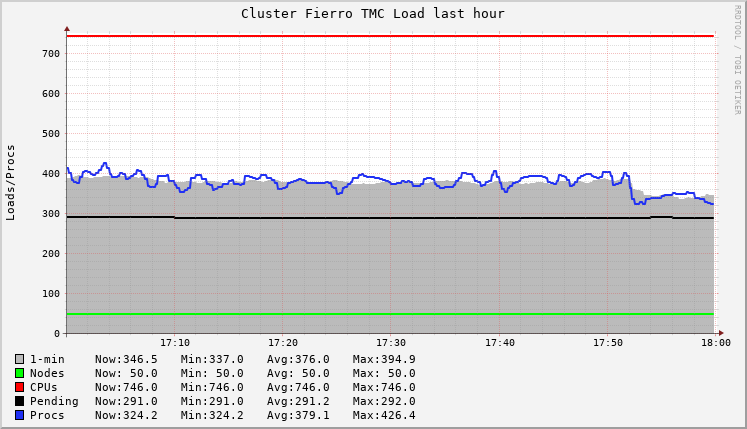 Cluster Fierro TMC Load last hour
RRDTOOL / TOBI OETIKER
Loads/Procs
700
600
500
400
300
200
100
0
17:10 17:20 17:30 17:40 17:50 18:00
1-min Now:346.5 Min:337.0 Avg:376.0 Max:394.9
Nodes Now: 50.0 Min: 50.0 Avg: 50.0 Max: 50.0
CPUs Now:746.0 Min:746.0 Avg:746.0 Max:746.0
Pending Now:291.0 Min:291.0 Avg:291.2 Max:292.0
Procs Now:324.2 Min:324.2 Avg:379.1 Max:426.4